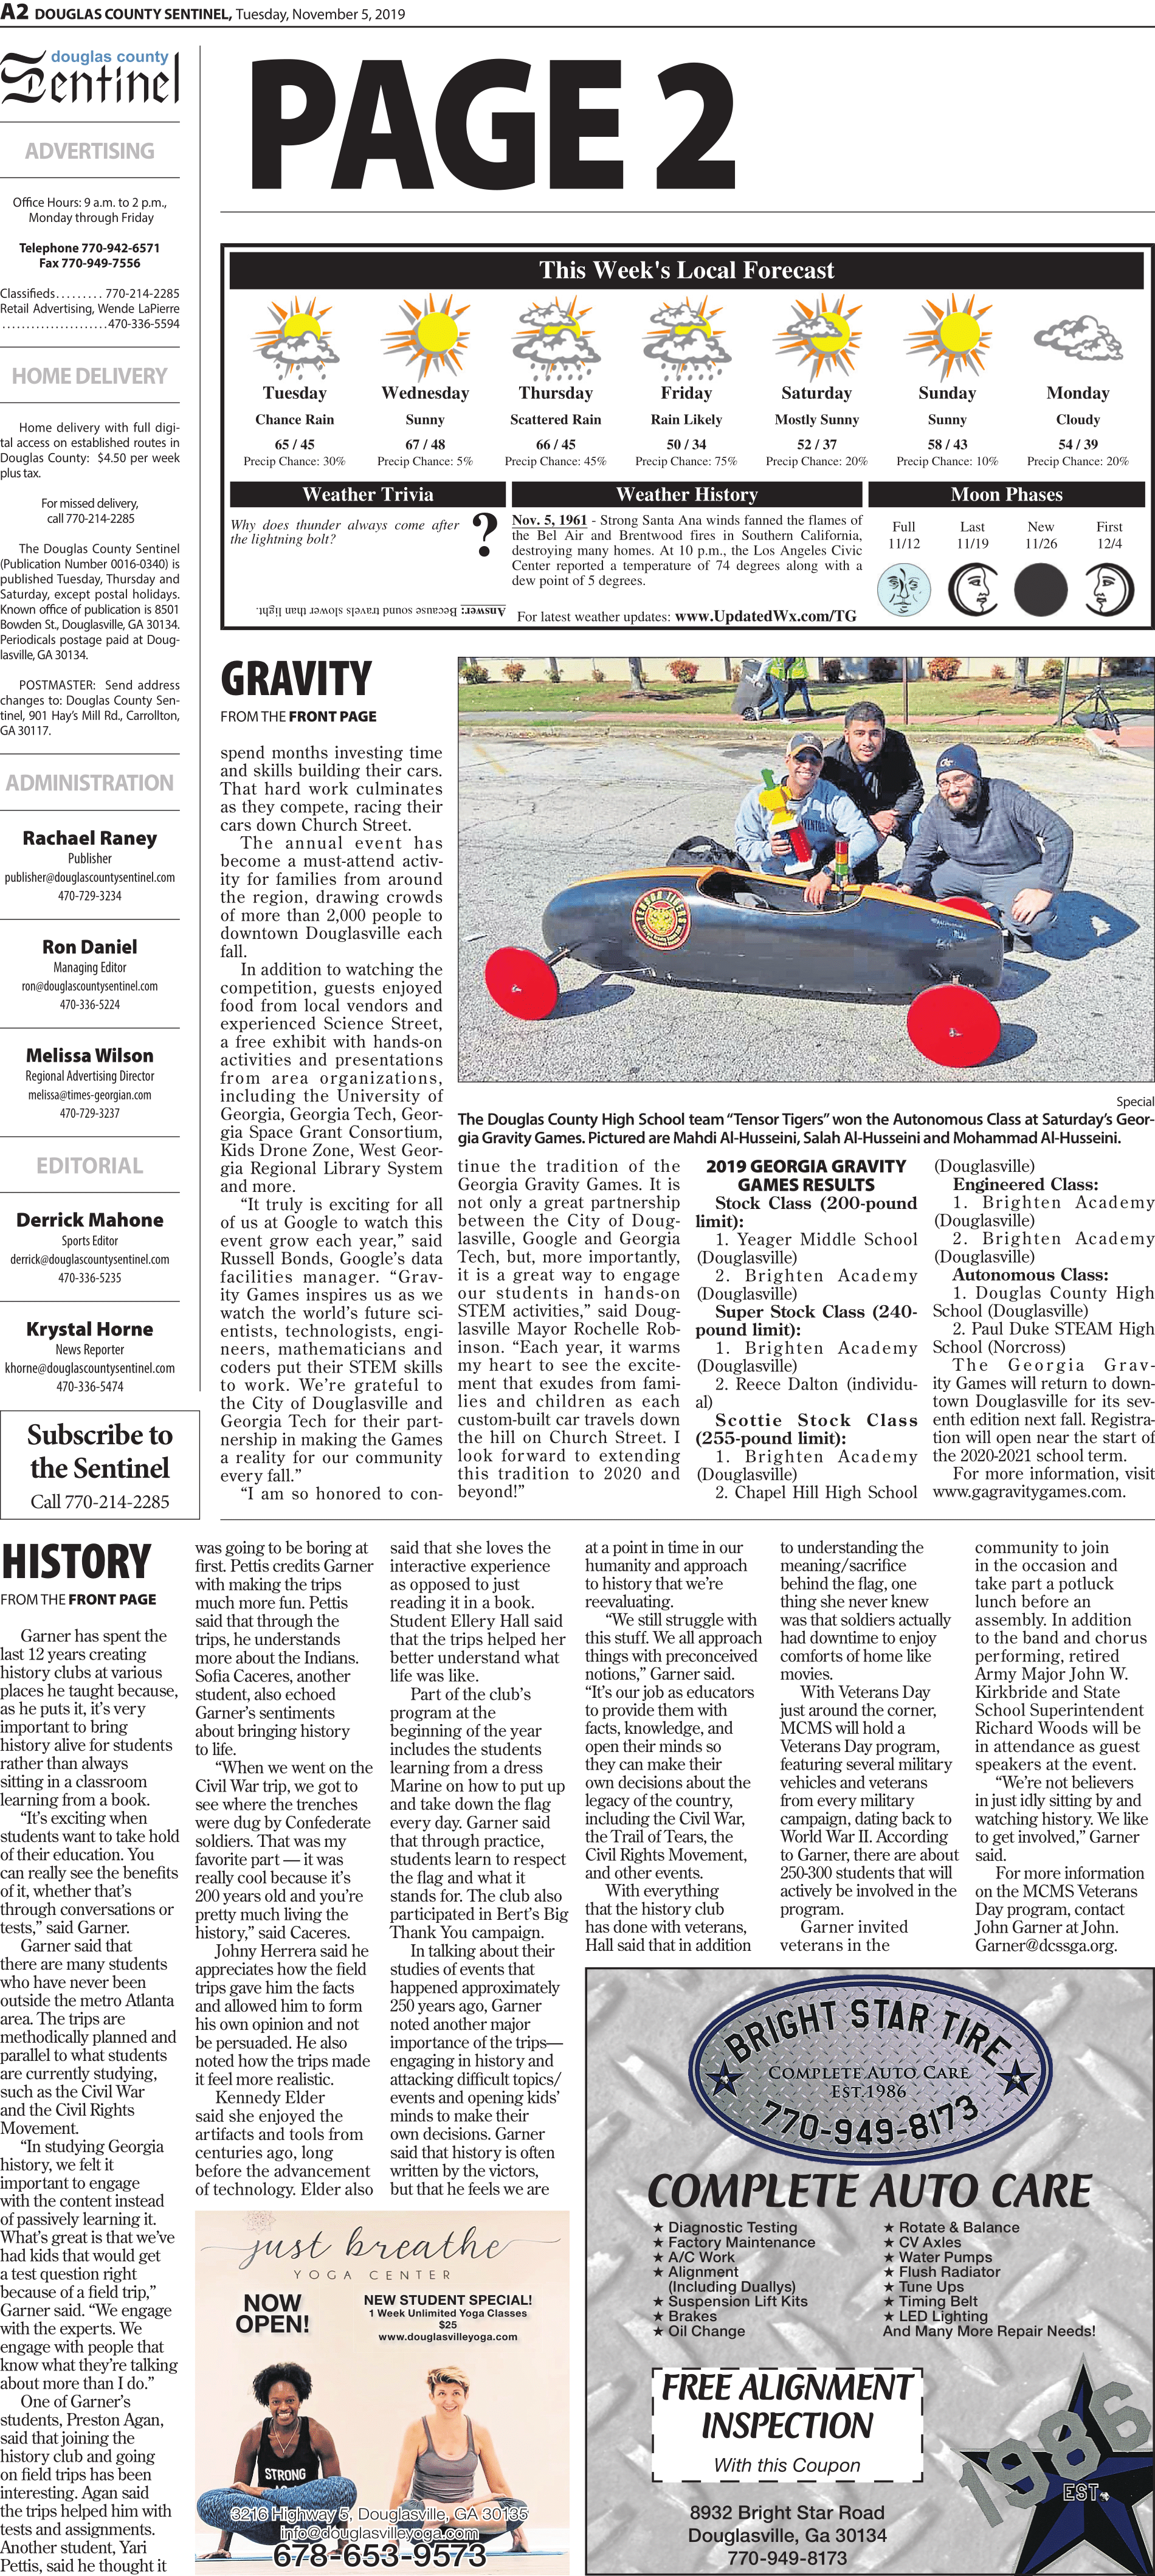 A2 DOUGLAS COUNTY SENTINEL, Tuesday, November 5, 2019
douglas county
Sentinel
ADVERTISING
Office Hours: 9 a.m. to 2 p.m.,
Monday through Friday
Telephone 770-942-6571
Fax 770-949-7556
Classifieds......... 770-214-2285
Retail Advertising, Wende LaPierre
......................470-336-5594
HOME DELIVERY
Home delivery with full digi-
tal access on established routes in
Douglas County: $4.50 per week
plus tax.
For missed delivery,
call 770-214-2285
The Douglas County Sentinel
(Publication Number 0016-0340) is
published Tuesday, Thursday and
Saturday, except postal holidays.
Known office of publication is 8501
Bowden St., Douglasville, GA 30134.
Periodicals postage paid at Doug-
lasville, GA 30134.
POSTMASTER: Send address
changes to: Douglas County Sen-
tinel, 901 Hay's Mill Rd., Carrollton,
GA 30117.
ADMINISTRATION
Rachael Raney
Publisher
publisher@douglascountysentinel.com
470-729-3234
Ron Daniel
Managing Editor
ron@douglascountysentinel.com
470-336-5224
Melissa Wilson
Regional Advertising Director
melissa@times-georgian.com
470-729-3237
EDITORIAL
Derrick Mahone
Sports Editor
derrick@douglascountysentinel.com
470-336-5235
Krystal Horne
News Reporter
khorne@douglascountysentinel.com
470-336-5474
Subscribe to
the Sentinel
Call 770-214-2285
PAGE 2
This Week's Local Forecast
Tuesday
Chance Rain
65 / 45
Precip Chance: 30%
Wednesday
Sunny
67 / 48
Precip Chance: 5%
Thursday
Scattered Rain
66 / 45
Precip Chance: 45%
Friday
Rain Likely
50 / 34
Precip Chance: 75%
Saturday
Mostly Sunny
52 / 37
Precip Chance: 20%
Sunday
Sunny
58 / 43
Precip Chance: 10%
Monday
Cloudy
54 / 39
Precip Chance: 20%
Weather Trivia
Why does thunder always come after
the lightning bolt?
?
Answer: Because sound travels slower than light.
Weather History
Nov. 5, 1961 - Strong Santa Ana winds fanned the flames of
the Bel Air and Brentwood fires in Southern California,
destroying many homes. At 10 p.m., the Los Angeles Civic
Center reported a temperature of 74 degrees along with a
dew point of 5 degrees.
For latest weather updates: www.UpdatedWx.com/TG
Moon Phases
Full
11/12
Last
11/19
New
11/26
First
12/4
GRAVITY
FROM THE FRONT PAGE
spend months investing time
and skills building their cars.
That hard work culminates
as they compete, racing their
cars down Church Street.
The annual event has
become a must-attend activ-
ity for families from around
the region, drawing crowds
of more than 2,000 people to
downtown Douglasville each
fall.
In addition to watching the
competition, guests enjoyed
food from local vendors and
experienced Science Street,
a free exhibit with hands-on
activities and presentations
from area organizations,
including the University of
Georgia, Georgia Tech, Geor-
gia Space Grant Consortium,
Kids Drone Zone, West Geor-
gia Regional Library System
and more.
“It truly is exciting for all
of us at Google to watch this
event grow each year,” said
Russell Bonds, Google's data
facilities manager. “Grav-
ity Games inspires us as we
watch the world's future sci-
entists, technologists, engi-
neers, mathematicians and
coders put their STEM skills
to work. We're grateful to
the City of Douglasville and
Georgia Tech for their part-
nership in making the Games
a reality for our community
every fall.”
“I am so honored to con-
Special
The Douglas County High School team “Tensor Tigers” won the Autonomous Class at Saturday's Geor-
gia Gravity Games. Pictured are Mahdi Al-Husseini, Salah Al-Husseini and Mohammad Al-Husseini.
tinue the tradition of the
Georgia Gravity Games. It is
not only a great partnership
between the City of Doug-
lasville, Google and Georgia
Tech, but, more importantly,
it is a great way to engage
our students in hands-on
STEM activities,” said Doug-
lasville Mayor Rochelle Rob-
inson. “Each year, it warms
my heart to see the excite-
ment that exudes from fami-
lies and children as each
custom-built car travels down
the hill on Church Street. I
look forward to extending
this tradition to 2020 and
beyond!”
2019 GEORGIA GRAVITY
GAMES RESULTS
Stock Class (200-pound
limit):
1. Yeager Middle School
(Douglasville)
2. Brighten Academy
(Douglasville)
Super Stock Class (240-
pound limit):
1. Brighten Academy
(Douglasville)
2. Reece Dalton (individu-
al)
Scottie Stock Class
(255-pound limit):
1. Brighten Academy
(Douglasville)
2. Chapel Hill High School
(Douglasville)
Engineered Class:
1. Brighten Academy
(Douglasville)
2. Brighten Academy
(Douglasville)
Autonomous Class:
1. Douglas County High
School (Douglasville)
2. Paul Duke STEAM High
School (Norcross)
The Georgia Grav-
ity Games will return to down-
town Douglasville for its sev-
enth edition next fall. Registra-
tion will open near the start of
the 2020-2021 school term.
For more information, visit
www.gagravitygames.com.
HISTORY
FROM THE FRONT PAGE
Garner has spent the
last 12 years creating
history clubs at various
places he taught because,
as he puts it, it's very
important to bring
history alive for students
rather than always
sitting in a classroom
learning from a book.
“It's exciting when
students want to take hold
of their education. You
can really see the benefits
of it, whether that's
through conversations or
tests,” said Garner.
Garner said that
there are many students
who have never been
outside the metro Atlanta
area. The trips are
methodically planned and
parallel to what students
are currently studying,
such as the Civil War
and the Civil Rights
Movement.
“In studying Georgia
history, we felt it
important to engage
with the content instead
of passively learning it.
What's great is that we've
had kids that would get
a test question right
because of a field trip,”
Garner said. “We engage
with the experts. We
engage with people that
know what they're talking
about more than I do.”
One of Garner's
students, Preston Agan,
said that joining the
history club and going
on field trips has been
interesting. Agan said
the trips helped him with
tests and assignments.
Another student, Yari
Pettis, said he thought it
was going to be boring at
first. Pettis credits Garner
with making the trips
much more fun. Pettis
said that through the
trips, he understands
more about the Indians.
Sofia Caceres, another
student, also echoed
Garner's sentiments
about bringing history
to life.
“When we went on the
Civil War trip, we got to
see where the trenches
were dug by Confederate
soldiers. That was my
favorite part — it was
really cool because it's
200 years old and you're
pretty much living the
history,” said Caceres.
Johny Herrera said he
appreciates how the field
trips gave him the facts
and allowed him to form
his own opinion and not
be persuaded. He also
noted how the trips made
it feel more realistic.
Kennedy Elder
said she enjoyed the
artifacts and tools from
centuries ago, long
before the advancement
of technology. Elder also
said that she loves the
interactive experience
as opposed to just
reading it in a book.
Student Ellery Hall said
that the trips helped her
better understand what
life was like.
Part of the club's
program at the
beginning of the year
includes the students
learning from a dress
Marine on how to put up
and take down the flag
every day. Garner said
that through practice,
students learn to respect
the flag and what it
stands for. The club also
participated in Bert's Big
Thank You campaign.
In talking about their
studies of events that
happened approximately
250 years ago, Garner
noted another major
importance of the trips—
engaging in history and
attacking difficult topics/
events and opening kids'
minds to make their
own decisions. Garner
said that history is often
written by the victors,
but that he feels we are
at a point in time in our
humanity and approach
to history that we're
reevaluating.
“We still struggle with
this stuff. We all approach
things with preconceived
notions,” Garner said.
“It's our job as educators
to provide them with
facts, knowledge, and
open their minds so
they can make their
own decisions about the
legacy of the country,
including the Civil War,
the Trail of Tears, the
Civil Rights Movement,
and other events.
With everything
that the history club
has done with veterans,
Hall said that in addition
to understanding the
meaning/sacrifice
behind the flag, one
thing she never knew
was that soldiers actually
had downtime to enjoy
comforts of home like
movies.
With Veterans Day
just around the corner,
MCMS will hold a
Veterans Day program,
featuring several military
vehicles and veterans
from every military
campaign, dating back to
World War II. According
to Garner, there are about
250-300 students that will
actively be involved in the
program.
Garner invited
veterans in the
community to join
in the occasion and
take part a potluck
lunch before an
assembly. In addition
to the band and chorus
performing, retired
Army Major John W.
Kirkbride and State
School Superintendent
Richard Woods will be
in attendance as guest
speakers at the event.
“We're not believers
in just idly sitting by and
watching history. We like
to get involved,” Garner
said.
For more information
on the MCMS Veterans
Day program, contact
John Garner at John.
Garner@dcssga.org.
just breathe
YOGA CENTER
NOW
OPEN!
NEW STUDENT SPECIAL!
1 Week Unlimited Yoga Classes
$25
www.douglasvilleyoga.com
STRONG
3216 Highway 5, Douglasville, GA 30135
info@douglasvilleyoga.com
678-653-9573
BRIGHT STAR TIRE
COMPLETE AUTO CARE
EST.1986
770-949-8173
COMPLETE AUTO CARE
★ Diagnostic Testing
★ Factory Maintenance
★ A/C Work
★ Alignment
(Including Duallys)
★ Suspension Lift Kits
★ Brakes
★ Oil Change
★ Rotate & Balance
★ CV Axles
★ Water Pumps
★ Flush Radiator
★ Tune Ups
★ Timing Belt
★ LED Lighting
And Many More Repair Needs!
FREE ALIGNMENT
INSPECTION
With this Coupon
1986
EST.
8932 Bright Star Road
Douglasville, Ga 30134
770-949-8173